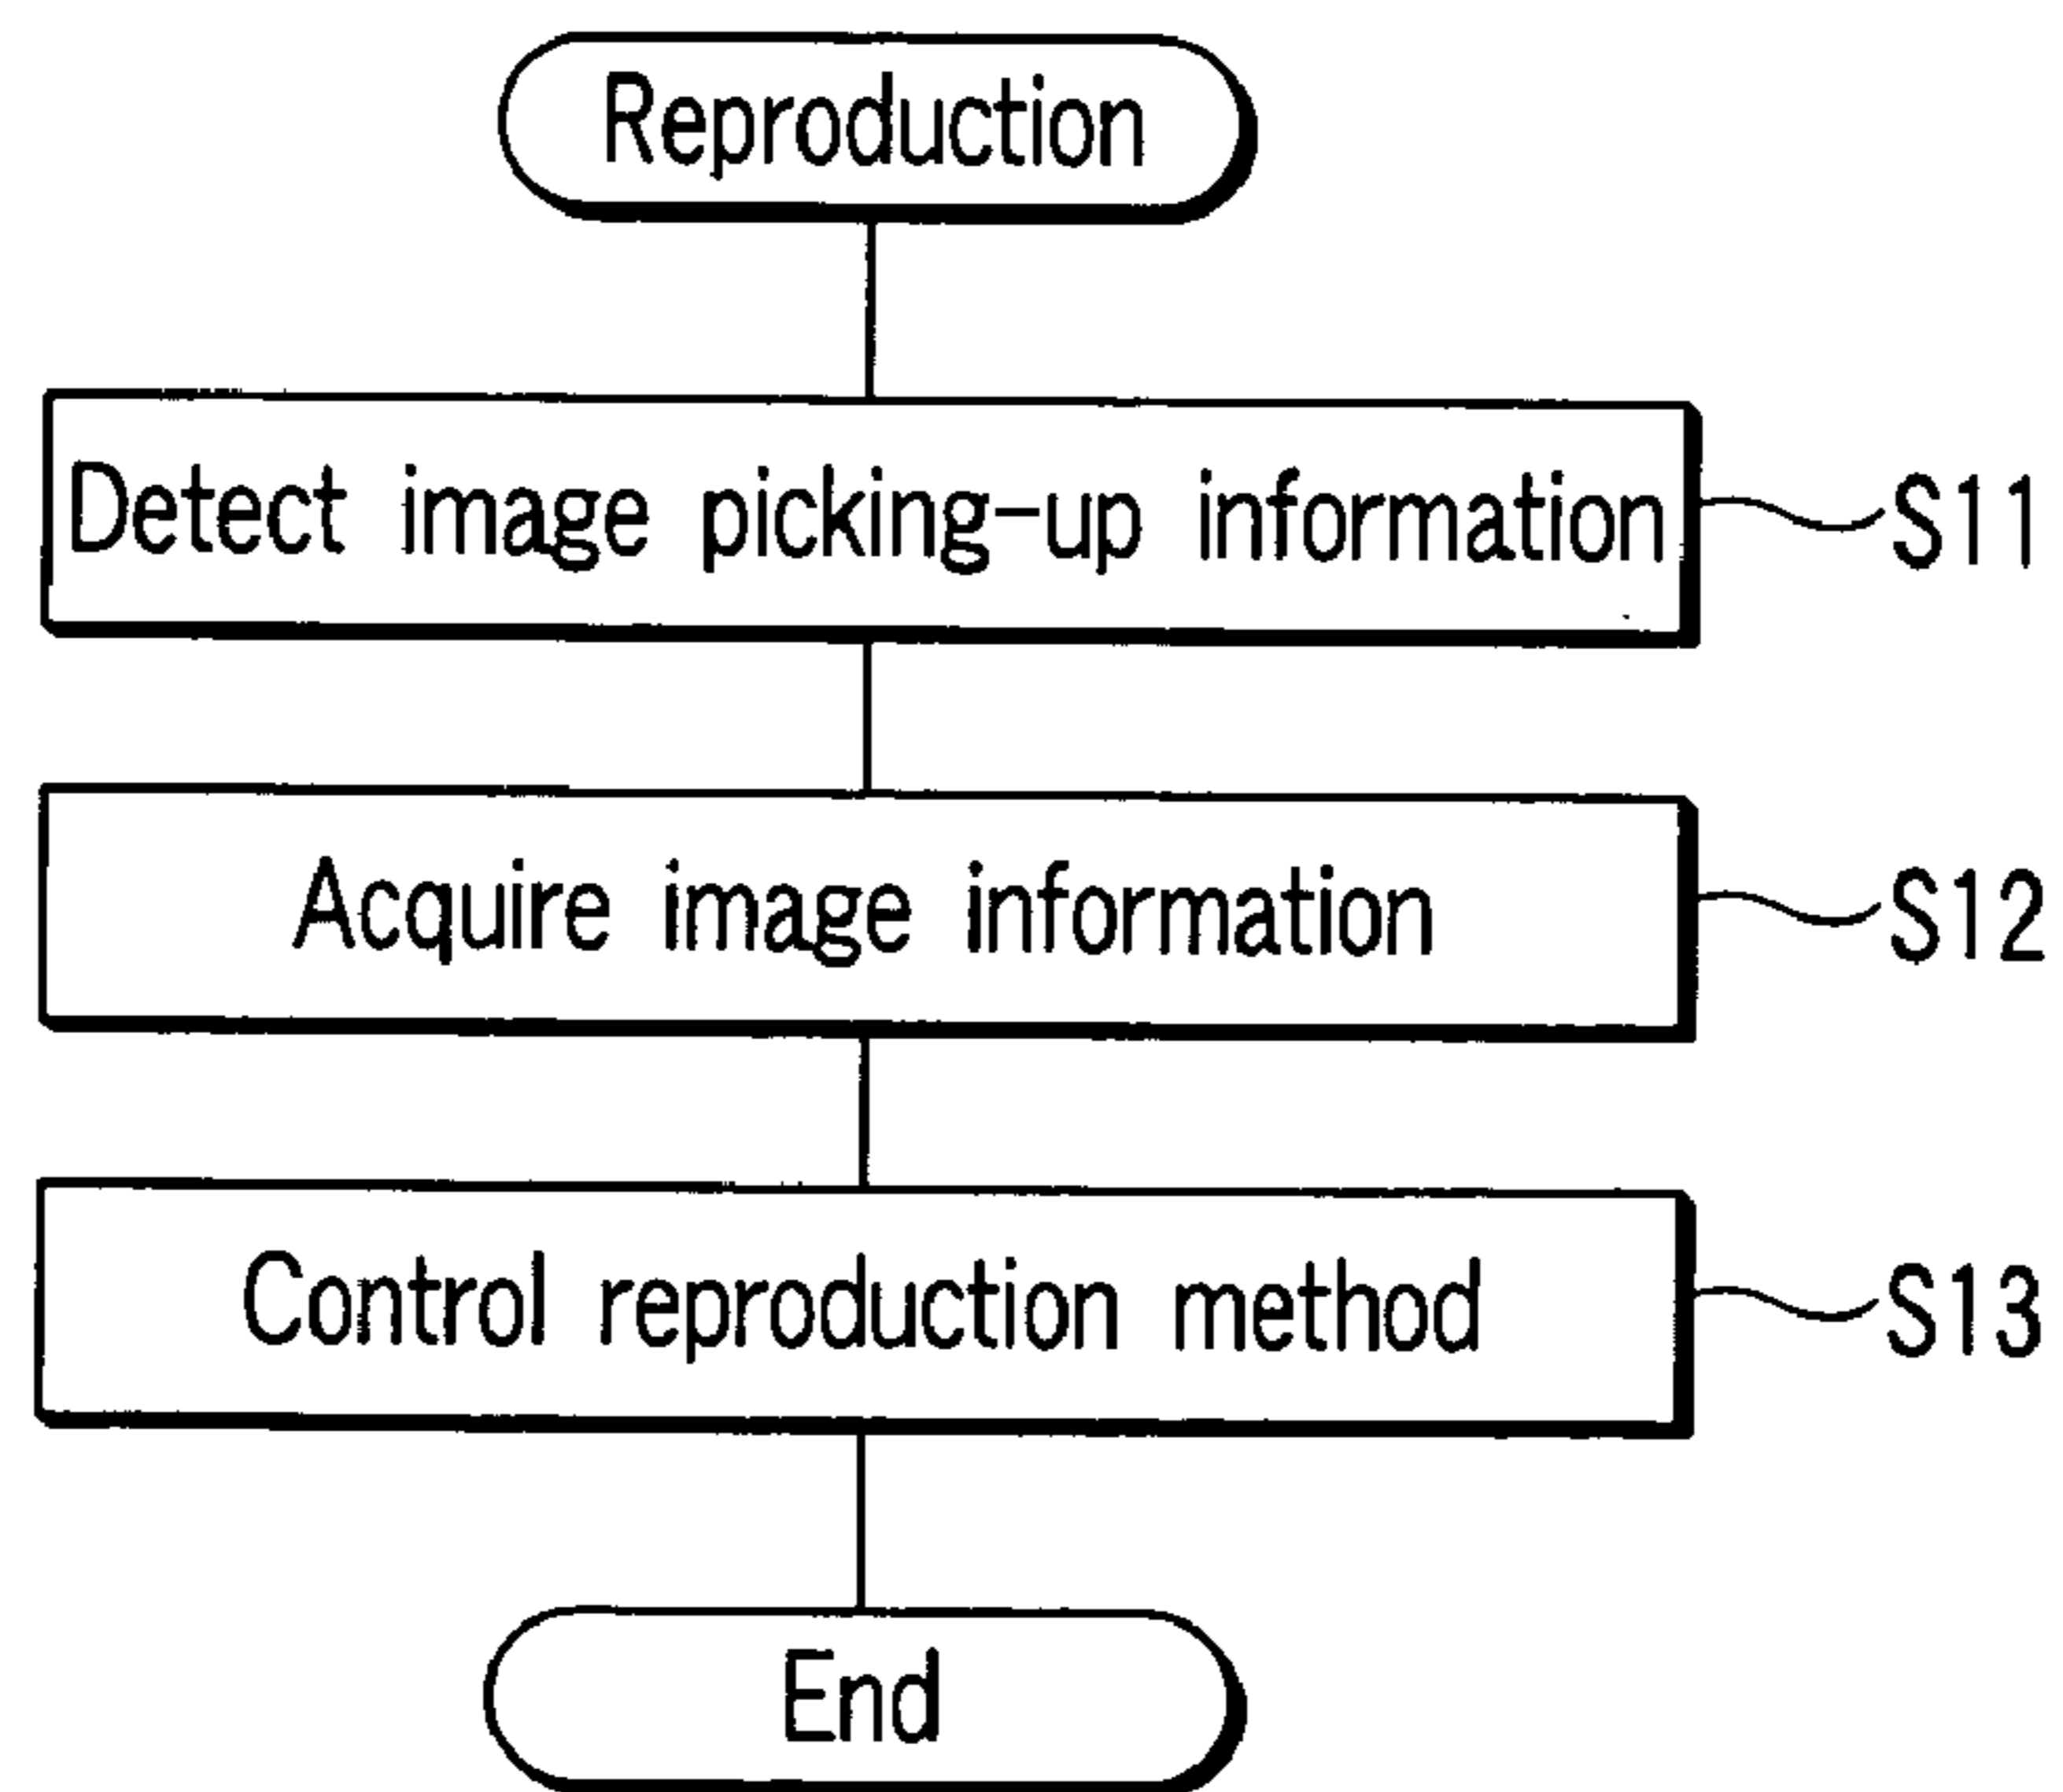 Reproduction
Detect image picking-up information
S11
Acquire image information
S12
Control reproduction method
S13
End